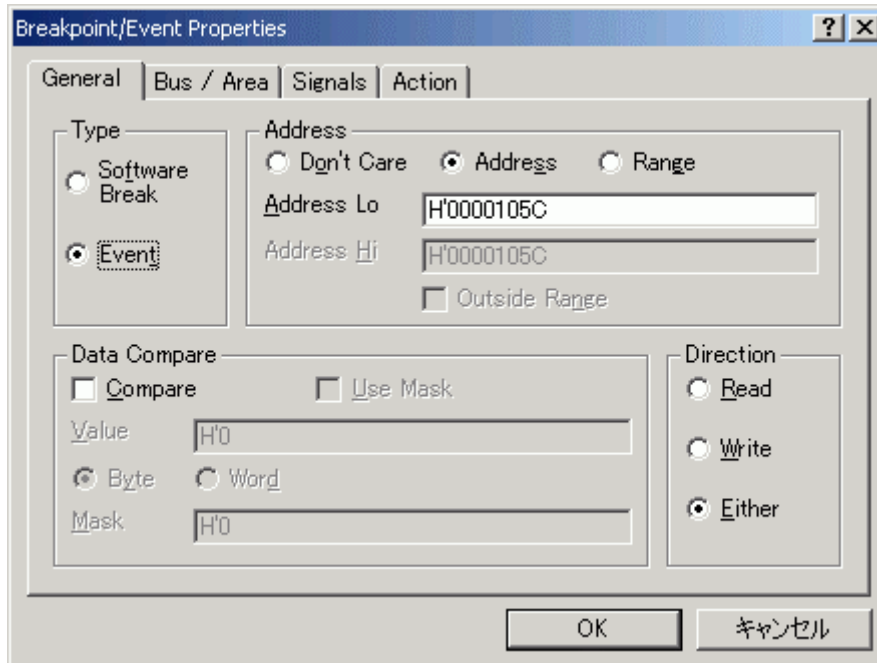 Breakpoint/Event Properties
General Bus / Area Signals Action
Type
Software
Break
Event
Address
Don't Care Address Range
Address Lo H'0000105C
Address Hi H'0000105C
Outside Range
Data Compare
Compare Use Mask
Value H'0
Byte Word
Mask H'0
Direction
Read
Write
Either
OK キャンセル